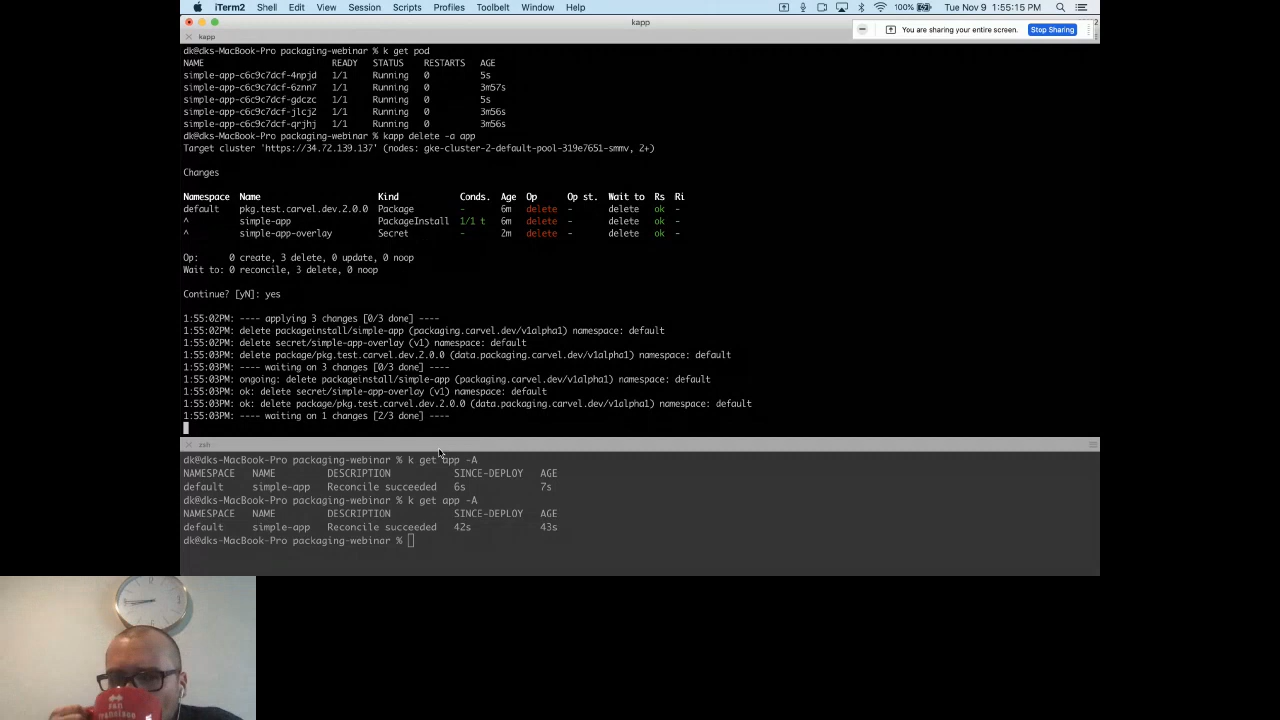 iTerm2 Shell Edit View Session Scripts Profiles Toolbelt Window Help 100% Tue Nov 9 1:55:15 PM
kapp
You are sharing your entire screen. Stop Sharing
kapp
dk@dks-MacBook-Pro packaging-webinar % k get pod
NAME READY STATUS RESTARTS AGE
simple-app-c6c9c7dcf-4npjd 1/1 Running 0 5s
simple-app-c6c9c7dcf-6znn7 1/1 Running 0 3m57s
simple-app-c6c9c7dcf-gdczc 1/1 Running 0 5s
simple-app-c6c9c7dcf-jlcj2 1/1 Running 0 3m56s
simple-app-c6c9c7dcf-qrjhj 1/1 Running 0 3m56s
dk@dks-MacBook-Pro packaging-webinar % kapp delete -a app
Target cluster 'https://34.72.139.137' (nodes: gke-cluster-2-default-pool-319e7651-smmv, 2+)
Changes
Namespace Name Kind Conds. Age Op Op st. Wait to Rs Ri
default pkg.test.carvel.dev.2.0.0 Package - 6m delete - delete ok -
^ simple-app PackageInstall 1/1 t 6m delete - delete ok -
^ simple-app-overlay Secret - 2m delete - delete ok -
Op: 0 create, 3 delete, 0 update, 0 noop
Wait to: 0 reconcile, 3 delete, 0 noop
Continue? [yN]: yes
1:55:02PM: ---- applying 3 changes [0/3 done] ----
1:55:02PM: delete packageinstall/simple-app (packaging.carvel.dev/v1alpha1) namespace: default
1:55:02PM: delete secret/simple-app-overlay (v1) namespace: default
1:55:03PM: delete package/pkg.test.carvel.dev.2.0.0 (data.packaging.carvel.dev/v1alpha1) namespace: default
1:55:03PM: ---- waiting on 3 changes [0/3 done] ----
1:55:03PM: ongoing: delete packageinstall/simple-app (packaging.carvel.dev/v1alpha1) namespace: default
1:55:03PM: ok: delete secret/simple-app-overlay (v1) namespace: default
1:55:03PM: ok: delete package/pkg.test.carvel.dev.2.0.0 (data.packaging.carvel.dev/v1alpha1) namespace: default
1:55:03PM: ---- waiting on 1 changes [2/3 done] ----
zsh
dk@dks-MacBook-Pro packaging-webinar % k get app -A
NAMESPACE NAME DESCRIPTION SINCE-DEPLOY AGE
default simple-app Reconcile succeeded 6s 7s
dk@dks-MacBook-Pro packaging-webinar % k get app -A
NAMESPACE NAME DESCRIPTION SINCE-DEPLOY AGE
default simple-app Reconcile succeeded 42s 43s
dk@dks-MacBook-Pro packaging-webinar %
san
francisco